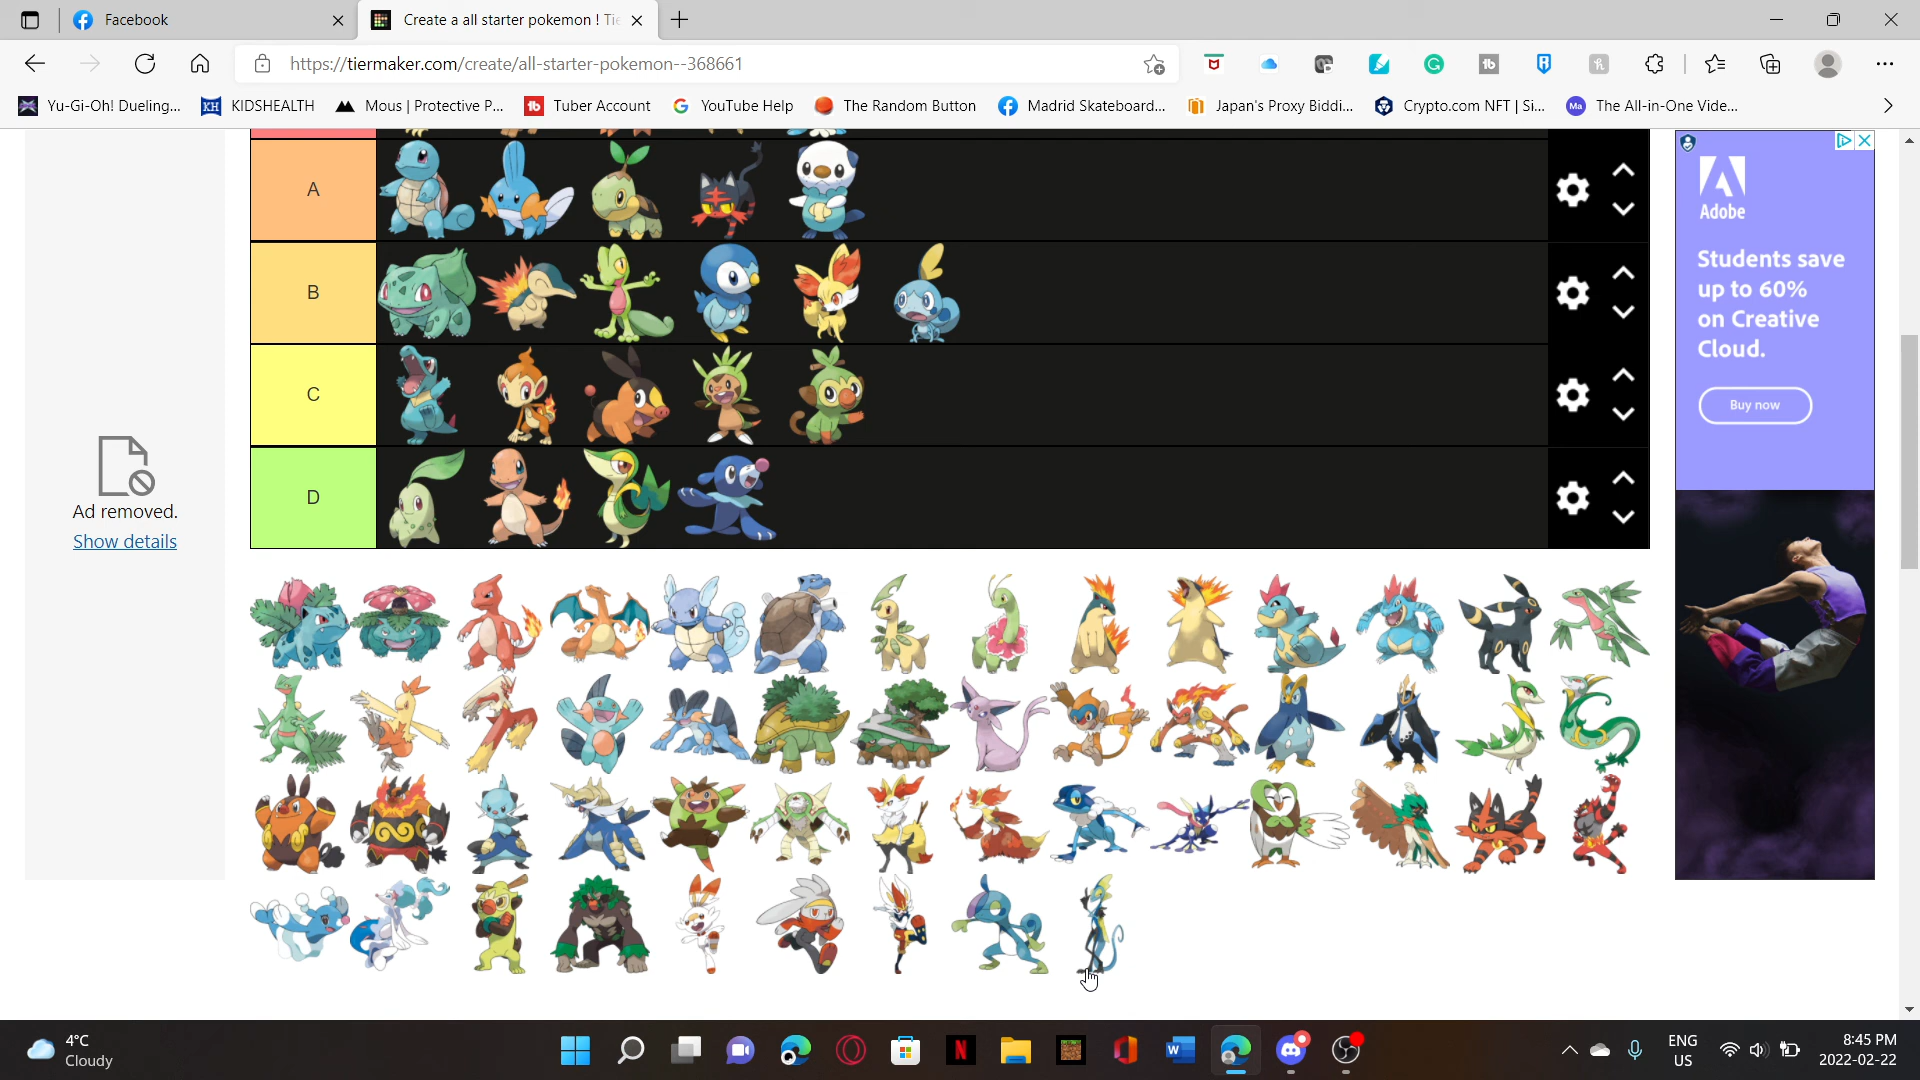 Facebook
Create a all starter pokemon ! Tie
https://tiermaker.com/create/all-starter-pokemon--368661
Yu-Gi-Oh! Dueling...
KH KIDSHEALTH
Mous | Protective P...
Tuber Account
YouTube Help
The Random Button
Madrid Skateboard...
Japan's Proxy Biddi...
Crypto.com NFT | Si...
Ma The All-in-One Vide...
A
B
C
D
Ad removed.
Show details
Adobe
Students save
up to 60%
on Creative
Cloud.
Buy now
4°C
Cloudy
ENG
US
8:45 PM
2022-02-22